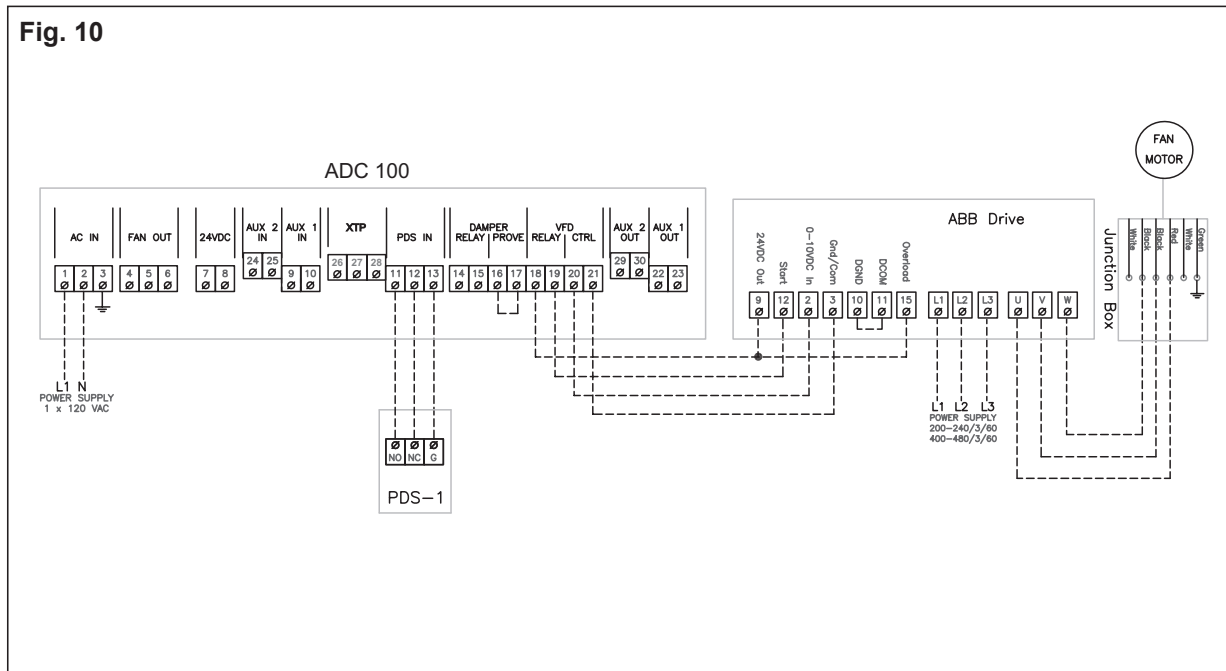 Fig. 10
ADC 100
AC IN
FAN OUT
24VDC
AUX 2
IN
AUX 1
IN
XTP
PDS IN
DAMPER
RELAY PROVE
VFD
RELAY CTRL
AUX 2
OUT
AUX 1
OUT
1 2 3
4 5 6
7 8
24 25
9 10
26 27 28
11 12 13
14 15 16 17
18 19 20 21
29 30
22 23
L1 N
POWER SUPPLY
1 x 120 VAC
NO NC G
PDS-1
ABB Drive
24VDC Out
Start
0-10VDC In
Gnd/Com
DGND
DCOM
Overload
9 12 2 3 10 11 15
L1 L2 L3
U V W
L1 L2 L3
POWER SUPPLY
200-240/3/60
400-480/3/60
FAN
MOTOR
Junction Box
White
Black
Black
Red
White
Green